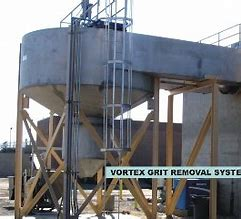 VORTEX GRIT REMOVAL SYSTE